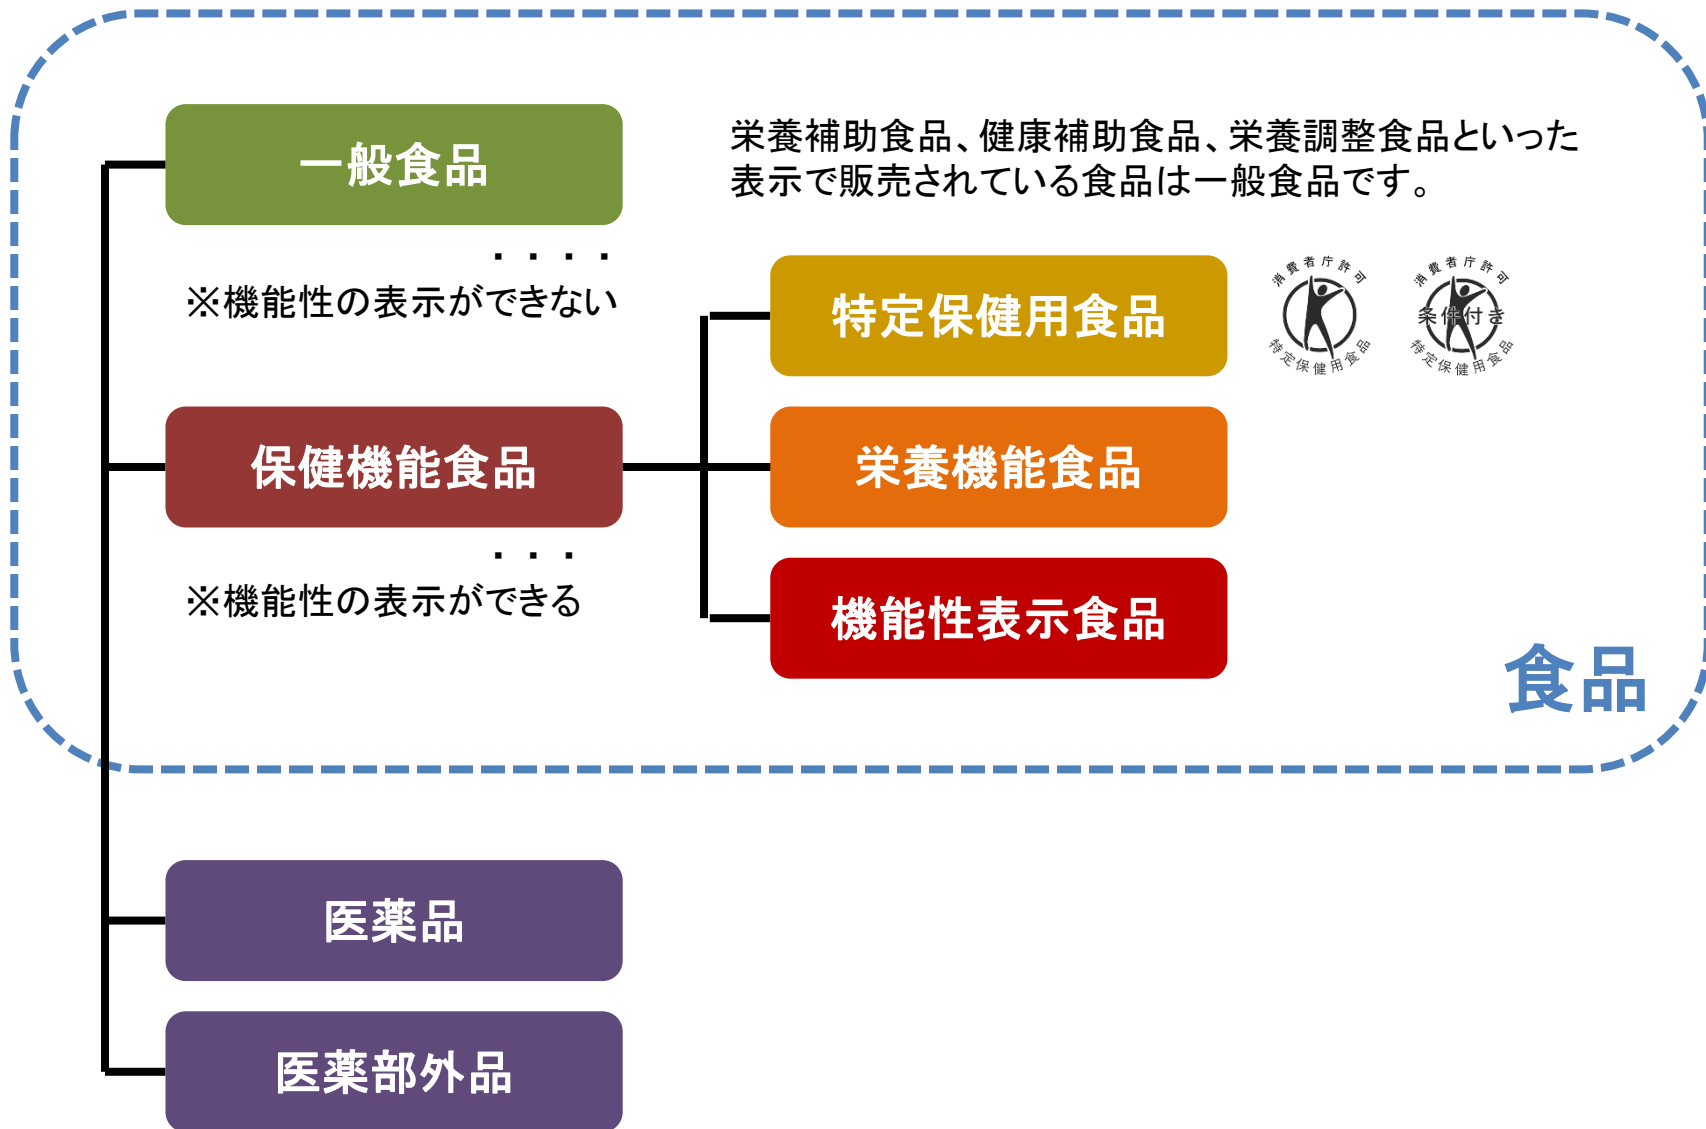 一般食品
栄養補助食品、健康補助食品、栄養調整食品といった
表示で販売されている食品は一般食品です。
・・・・
※機能性の表示ができない
特定保健用食品
消費者庁許可
特定保健用食品
消費者庁許可
条件付き
特定保健用食品
保健機能食品
栄養機能食品
・・・
※機能性の表示ができる
機能性表示食品
食品
医薬品
医薬部外品